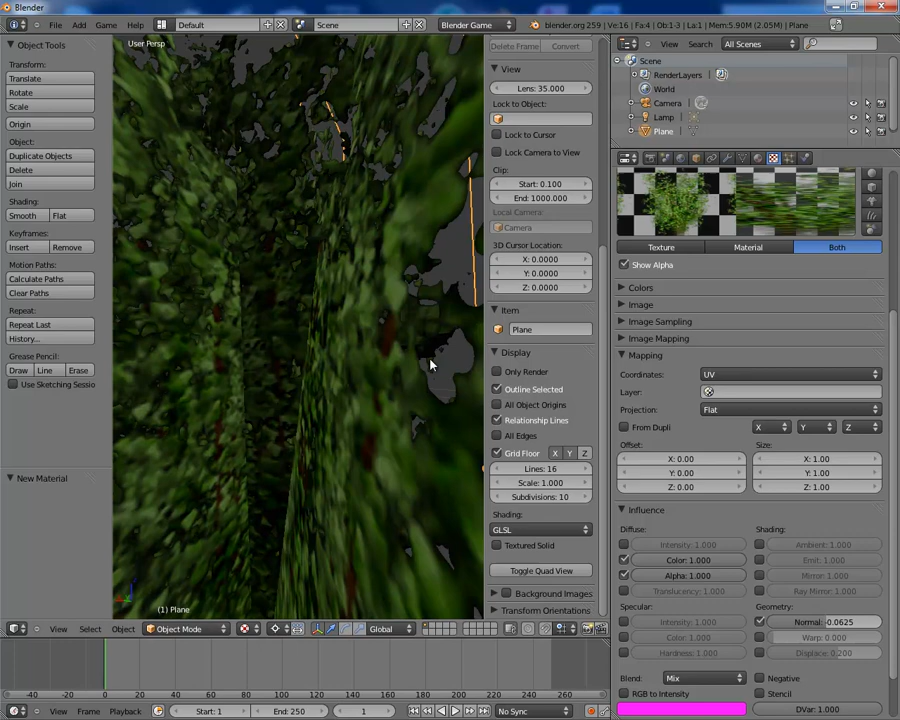 Blender
File Add Game Help Default Scene Blender Game blender.org 259 | Ve:16 | Fa:4 | Ob:1-3 | La:1 | Mem:5.90M (2.05M) | Plane
Object Tools
Transform:
Translate
Rotate
Scale
Origin
Object:
Duplicate Objects
Delete
Join
Shading:
Smooth Flat
Keyframes:
Insert Remove
Motion Paths:
Calculate Paths
Clear Paths
Repeat:
Repeat Last
History...
Grease Pencil:
Draw Line Erase
Use Sketching Sessio
New Material
User Persp
(1) Plane
Delete Frame Convert
View
Lens: 35.000
Lock to Object:
Lock to Cursor
Lock Camera to View
Clip:
Start: 0.100
End: 1000.000
Local Camera:
Camera
3D Cursor Location:
X: 0.0000
Y: 0.0000
Z: 0.0000
Item
Plane
Display
Only Render
Outline Selected
All Object Origins
Relationship Lines
All Edges
Grid Floor X Y Z
Lines: 16
Scale: 1.000
Subdivisions: 10
Shading:
GLSL
Textured Solid
Toggle Quad View
Background Images
Transform Orientations
View Search All Scenes
Scene
RenderLayers
World
Camera
Lamp
Plane
Texture Material Both
Show Alpha
Colors
Image
Image Sampling
Image Mapping
Mapping
Coordinates: UV
Layer:
Projection: Flat
From Dupli X Y Z
Offset: Size:
X: 0.00 X: 1.00
Y: 0.00 Y: 1.00
Z: 0.00 Z: 1.00
Influence
Diffuse: Shading:
Intensity: 1.000 Ambient: 1.000
Color: 1.000 Emit: 1.000
Alpha: 1.000 Mirror: 1.000
Translucency: 1.000 Ray Mirror: 1.000
Specular: Geometry:
Intensity: 1.000 Normal: -0.0625
Color: 1.000 Warp: 0.000
Hardness: 1.000 Displace: 0.200
Blend: Mix Negative
RGB to Intensity Stencil
DVar: 1.000
View Select Object Object Mode Global
-40 -20 0 20 40 60 80 100 120 140 160 180 200 220 240 260
View Frame Playback Start: 1 End: 250 1 No Sync